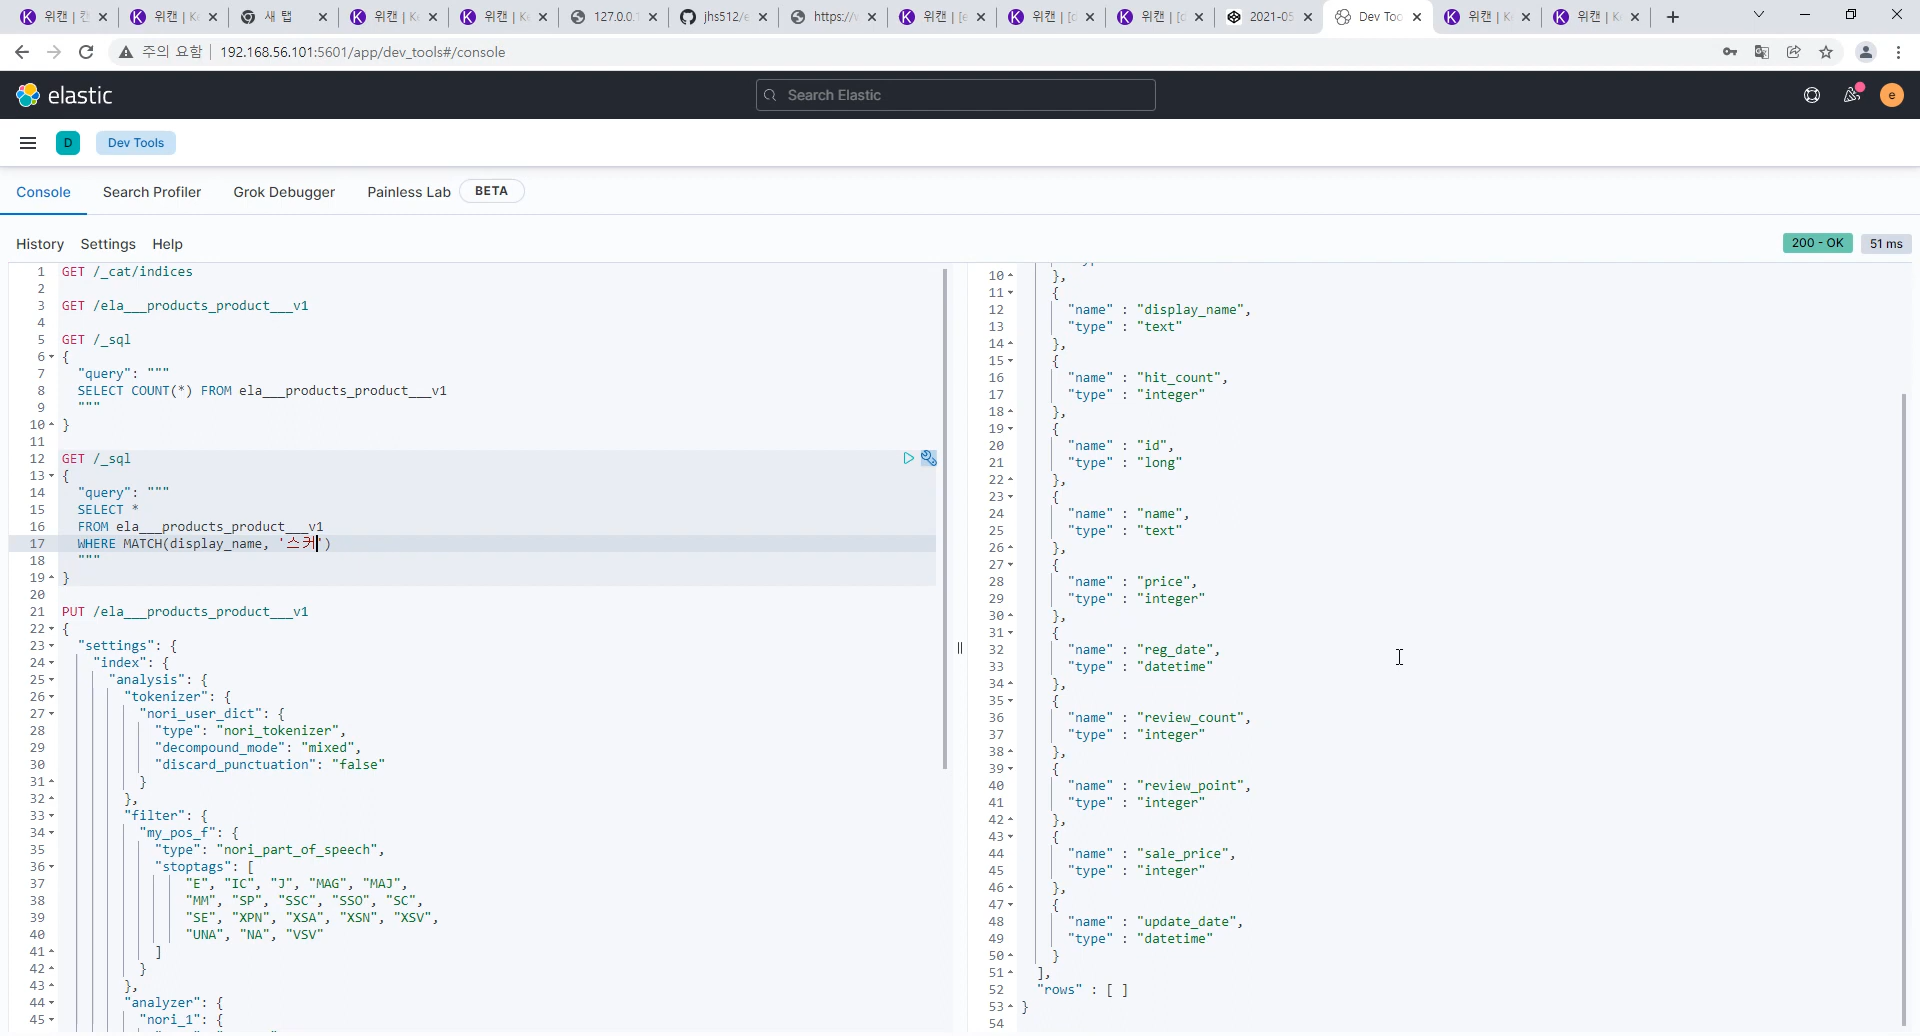 위캔 | 칸
위캔 | Ke
새 탭
위캔 | Ke
위캔 | Ke
127.0.0.1
jhs512/e
https://v
위캔 | [e
위캔 | [d
위캔 | [d
2021-05
Dev Too
위캔 | Ke
위캔 | Ke
주의 요함 | 192.168.56.101:5601/app/dev_tools#/console
elastic
Search Elastic
e
D
Dev Tools
Console
Search Profiler
Grok Debugger
Painless Lab
BETA
History
Settings
Help
200 - OK
51 ms
1 GET /_cat/indices
2
3 GET /ela___products_product___v1
4
5 GET /_sql
6 {
7 "query": """
8 SELECT COUNT(*) FROM ela___products_product___v1
9 """
10 }
11
12 GET /_sql
13 {
14 "query": """
15 SELECT *
16 FROM ela___products_product___v1
17 WHERE MATCH(display_name, '스커')
18 """
19 }
20
21 PUT /ela___products_product___v1
22 {
23 "settings": {
24 "index": {
25 "analysis": {
26 "tokenizer": {
27 "nori_user_dict": {
28 "type": "nori_tokenizer",
29 "decompound_mode": "mixed",
30 "discard_punctuation": "false"
31 }
32 },
33 "filter": {
34 "my_pos_f": {
35 "type": "nori_part_of_speech",
36 "stoptags": [
37 "E", "IC", "J", "MAG", "MAJ",
38 "MM", "SP", "SSC", "SSO", "SC",
39 "SE", "XPN", "XSA", "XSN", "XSV",
40 "UNA", "NA", "VSV"
41 ]
42 }
43 },
44 "analyzer": {
45 "nori_1": {
10 },
11 {
12 "name" : "display_name",
13 "type" : "text"
14 },
15 {
16 "name" : "hit_count",
17 "type" : "integer"
18 },
19 {
20 "name" : "id",
21 "type" : "long"
22 },
23 {
24 "name" : "name",
25 "type" : "text"
26 },
27 {
28 "name" : "price",
29 "type" : "integer"
30 },
31 {
32 "name" : "reg_date",
33 "type" : "datetime"
34 },
35 {
36 "name" : "review_count",
37 "type" : "integer"
38 },
39 {
40 "name" : "review_point",
41 "type" : "integer"
42 },
43 {
44 "name" : "sale_price",
45 "type" : "integer"
46 },
47 {
48 "name" : "update_date",
49 "type" : "datetime"
50 }
51 ],
52 "rows" : [ ]
53 }
54